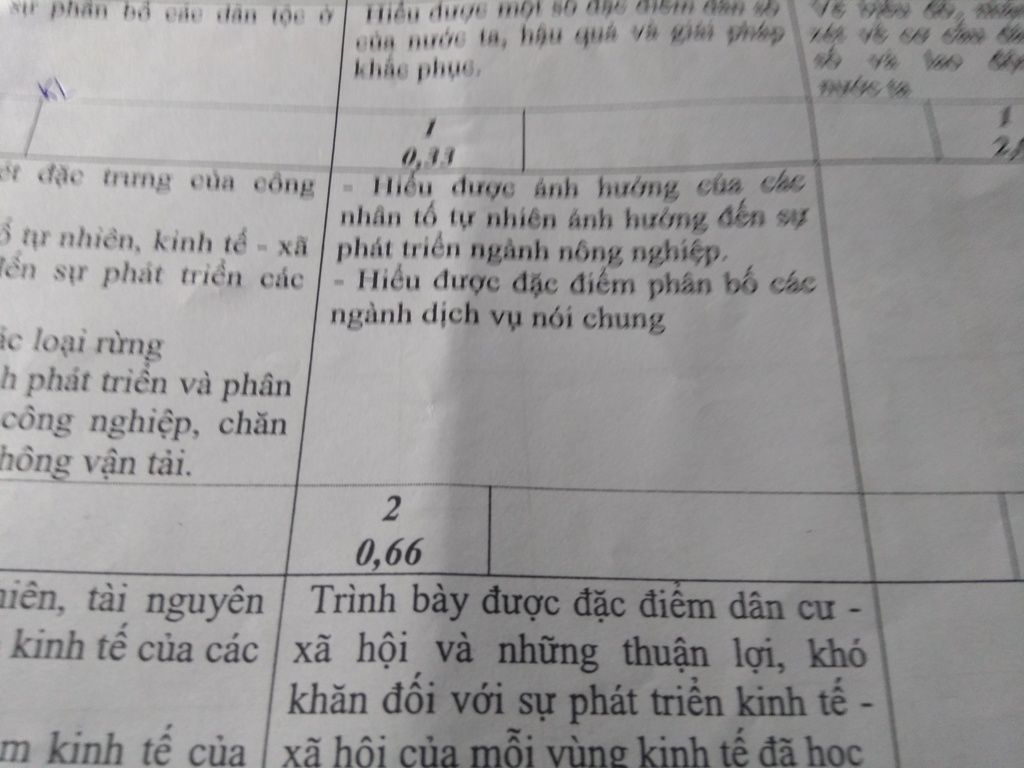 sự phân bố các dân tộc ở
Hiểu được một số đặc điểm dân số
của nước ta, hậu quả và giải pháp
khắc phục.
1
0,33
1
ét đặc trưng của công
ố tự nhiên, kinh tế - xã
đến sự phát triển các
ác loại rừng
h phát triển và phân
công nghiệp, chăn
hông vận tải.
- Hiểu được ảnh hưởng của các
nhân tố tự nhiên ảnh hưởng đến sự
phát triển ngành nông nghiệp.
- Hiểu được đặc điểm phân bố các
ngành dịch vụ nói chung
2
0,66
hiên, tài nguyên
kinh tế của các
m kinh tế của
Trình bày được đặc điểm dân cư -
xã hội và những thuận lợi, khó
khăn đối với sự phát triển kinh tế -
xã hội của mỗi vùng kinh tế đã học